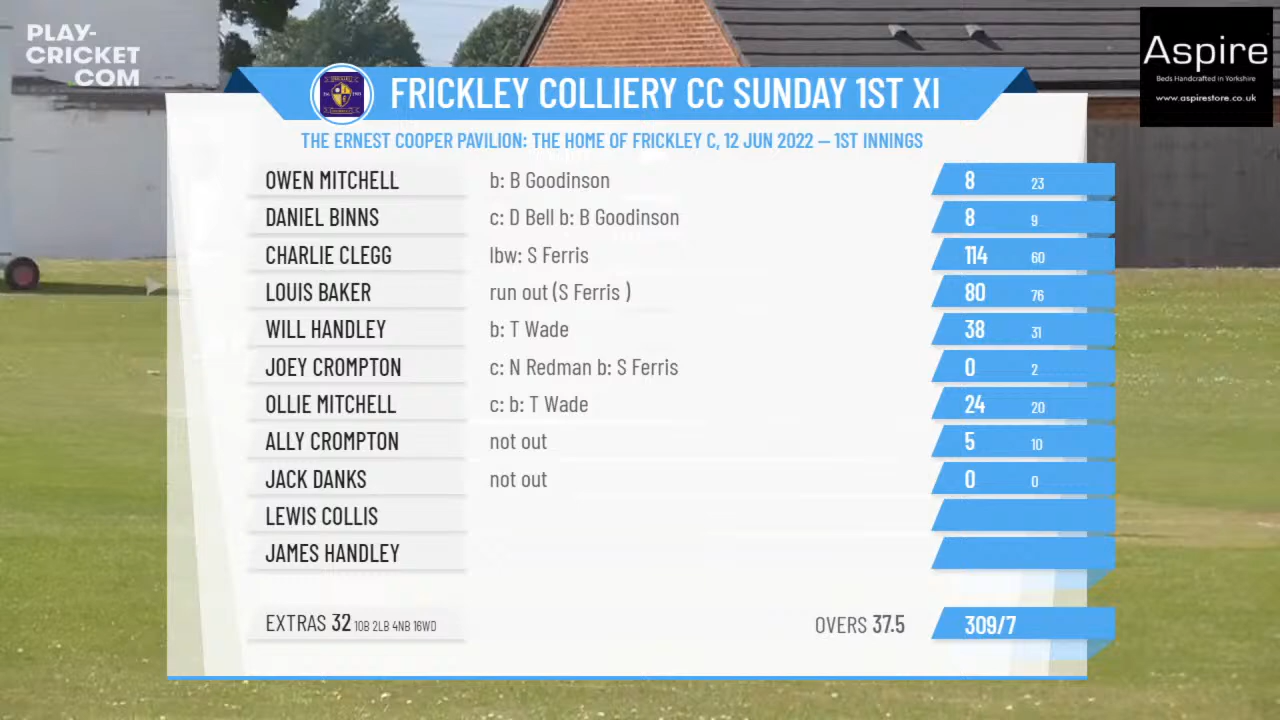 PLAY-
CRICKET
.COM
Aspire
Beds Handcrafted in Yorkshire
www.aspirestore.co.uk
FRICKLEY COLLIERY CC SUNDAY 1ST XI
THE ERNEST COOPER PAVILION: THE HOME OF FRICKLEY C, 12 JUN 2022 – 1ST INNINGS
OWEN MITCHELL b: B Goodinson 8 23
DANIEL BINNS c: D Bell b: B Goodinson 8 9
CHARLIE CLEGG lbw: S Ferris 114 60
LOUIS BAKER run out (S Ferris ) 80 76
WILL HANDLEY b: T Wade 38 31
JOEY CROMPTON c: N Redman b: S Ferris 0 2
OLLIE MITCHELL c: b: T Wade 24 20
ALLY CROMPTON not out 5 10
JACK DANKS not out 0 0
LEWIS COLLIS
JAMES HANDLEY
EXTRAS 32 10B 2LB 4NB 16WD OVERS 37.5 309/7